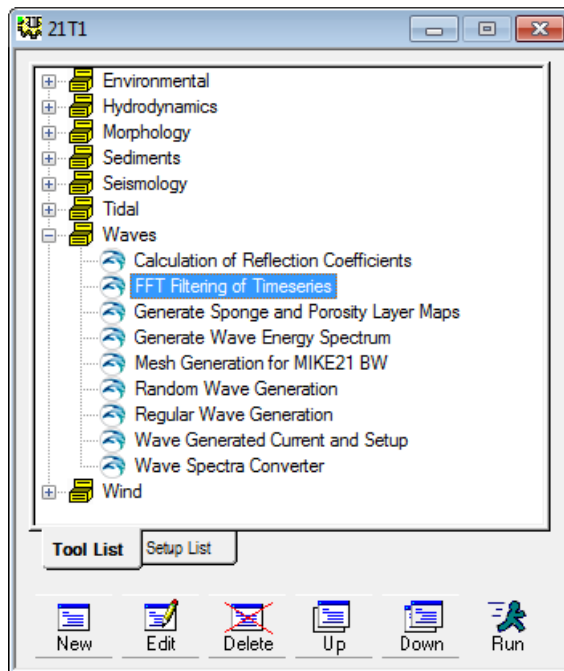 21T1
Environmental
Hydrodynamics
Morphology
Sediments
Seismology
Tidal
Waves
Calculation of Reflection Coefficients
FFT Filtering of Timeseries
Generate Sponge and Porosity Layer Maps
Generate Wave Energy Spectrum
Mesh Generation for MIKE21 BW
Random Wave Generation
Regular Wave Generation
Wave Generated Current and Setup
Wave Spectra Converter
Wind
Tool List Setup List
New Edit Delete Up Down Run